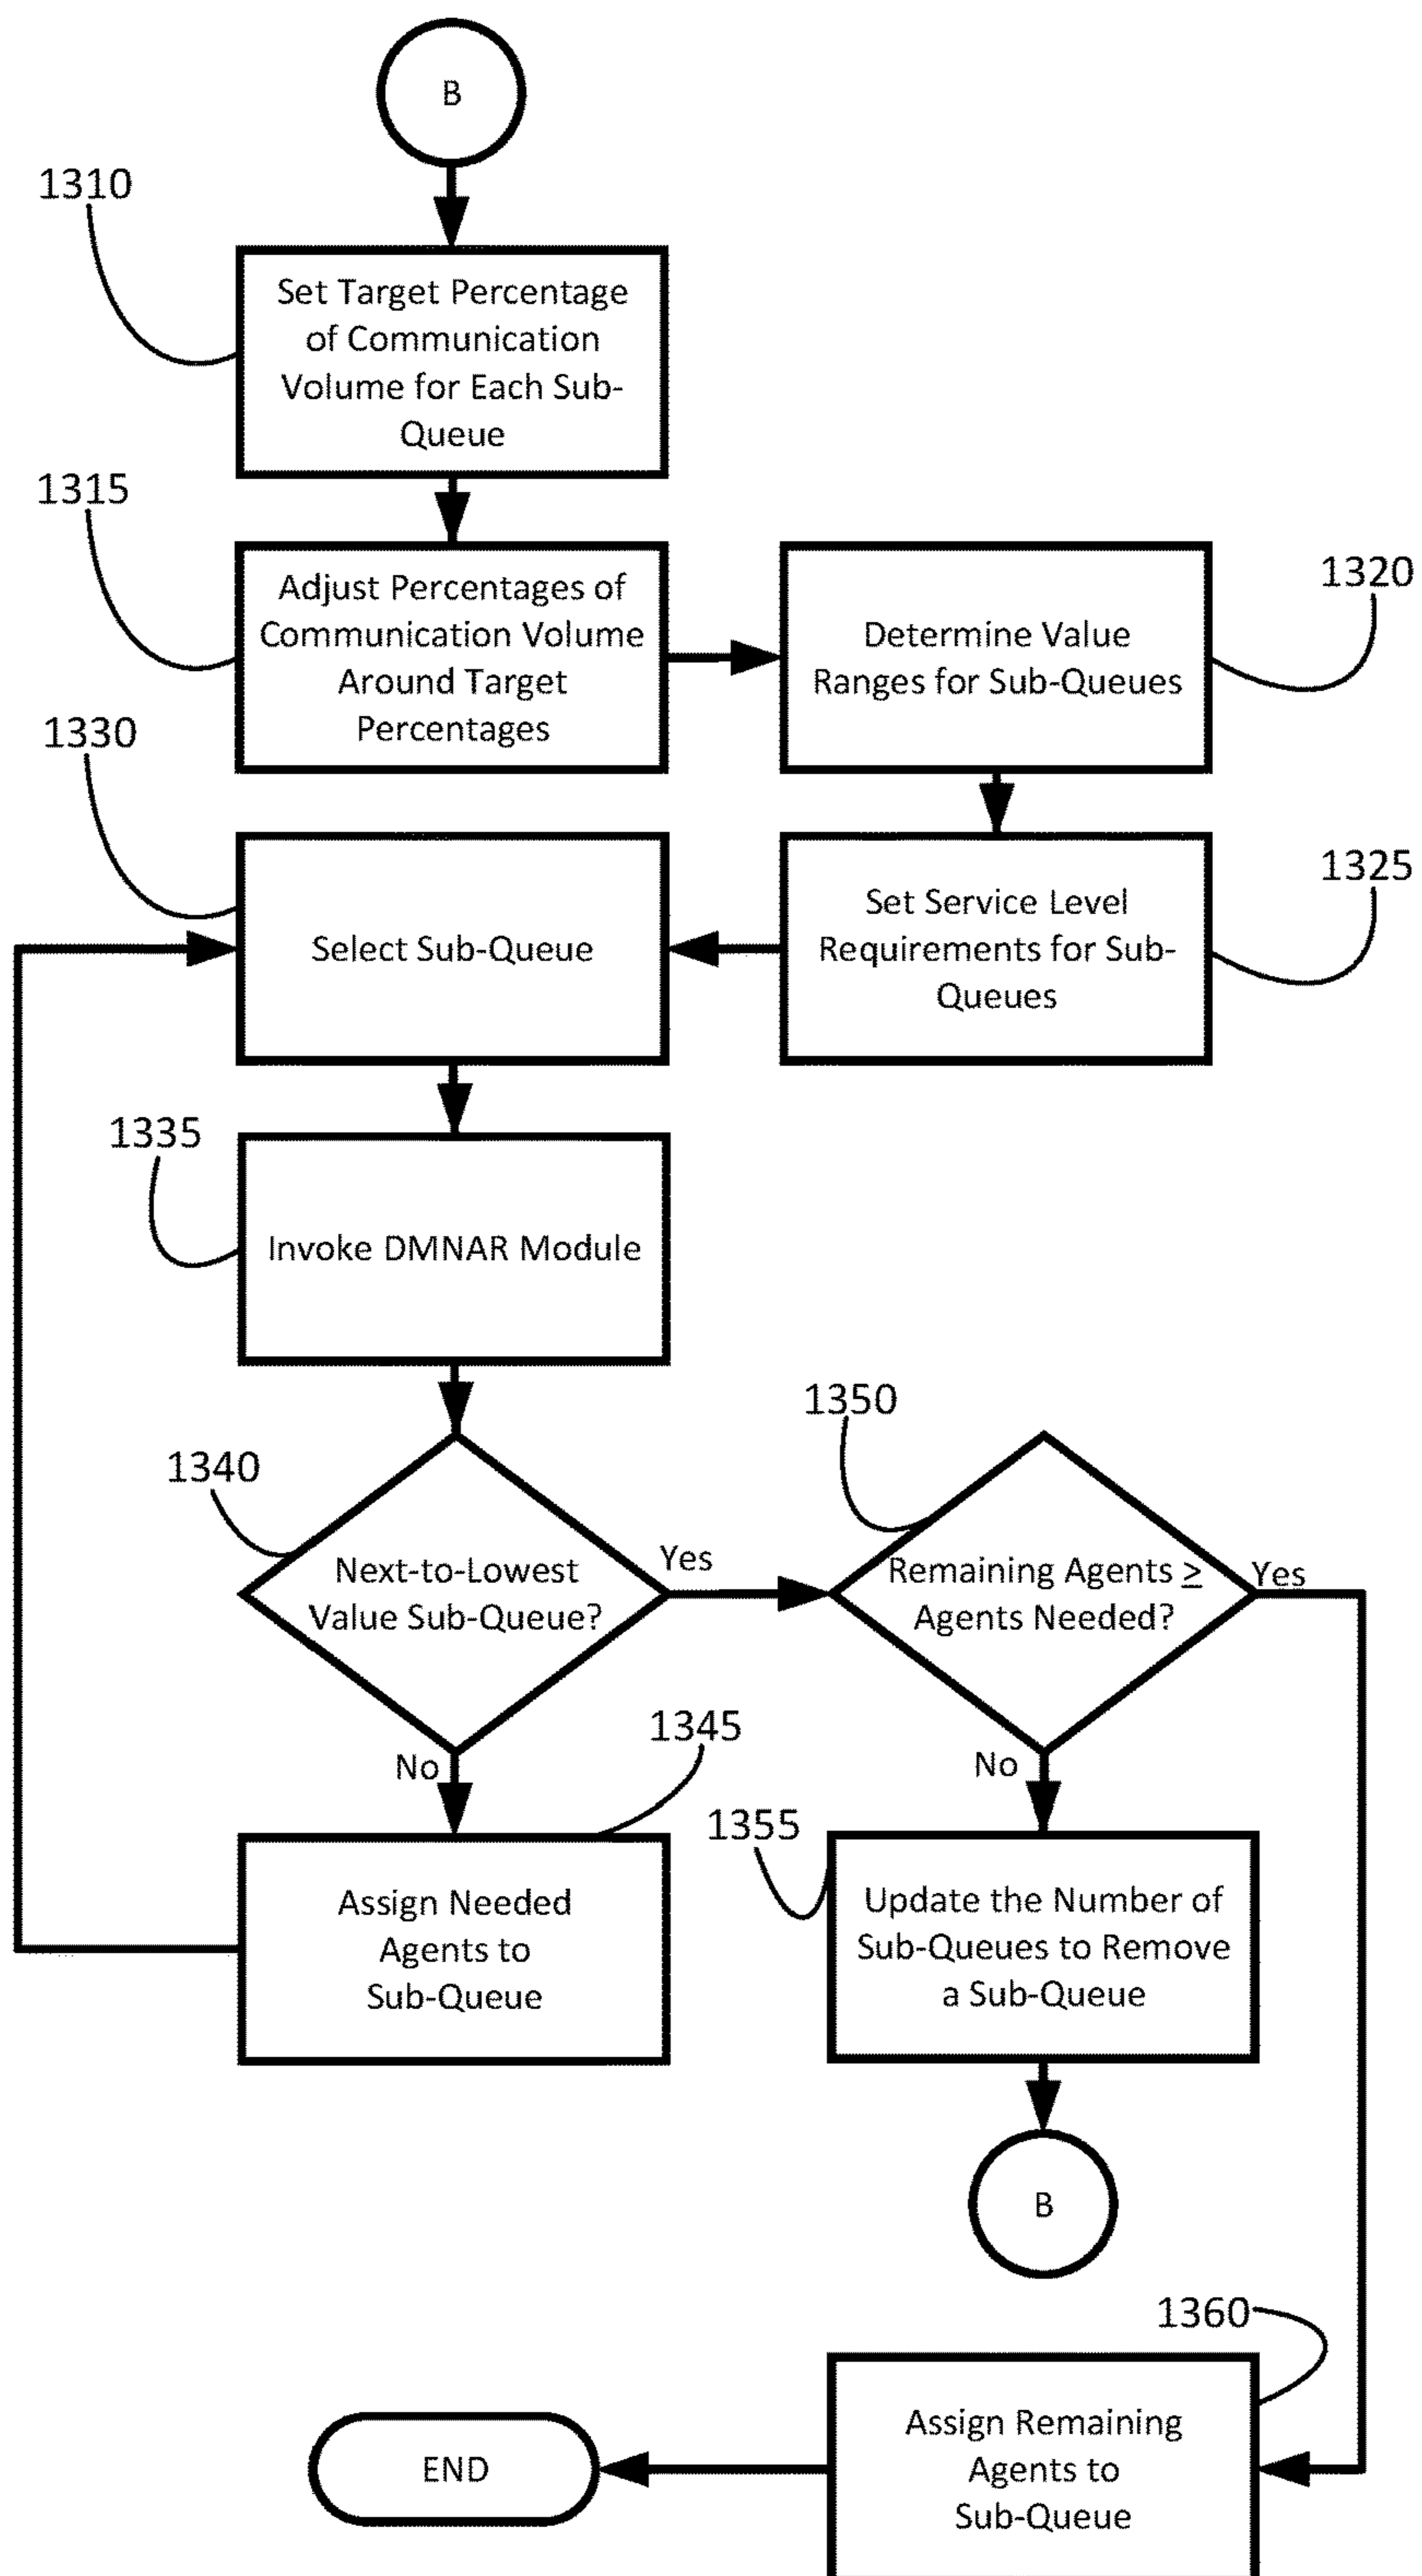 B
1310
Set Target Percentage
of Communication
Volume for Each Sub-
Queue
1315
Adjust Percentages of
Communication Volume
Around Target
Percentages
1320
Determine Value
Ranges for Sub-Queues
1330
Select Sub-Queue
1325
Set Service Level
Requirements for Sub-
Queues
1335
Invoke DMNAR Module
1340
Next-to-Lowest
Value Sub-Queue?
Yes
No
1350
Remaining Agents ≥
Agents Needed?
Yes
No
1345
Assign Needed
Agents to
Sub-Queue
1355
Update the Number of
Sub-Queues to Remove
a Sub-Queue
B
1360
Assign Remaining
Agents to
Sub-Queue
END